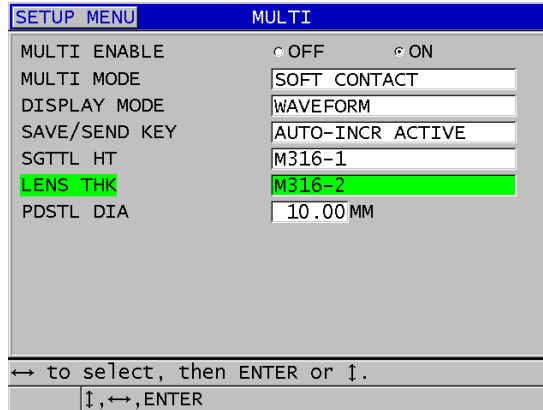 SETUP MENU MULTI
MULTI ENABLE OFF ON
MULTI MODE SOFT CONTACT
DISPLAY MODE WAVEFORM
SAVE/SEND KEY AUTO-INCR ACTIVE
SGTTL HT M316-1
LENS THK M316-2
PDSTL DIA 10.00 MM
↔ to select, then ENTER or ↕.
↕,↔,ENTER